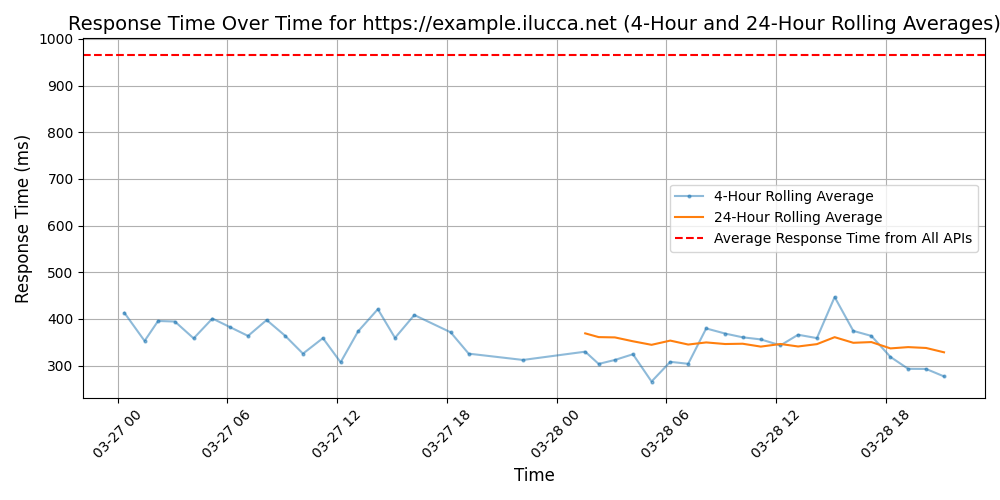 Response Time Over Time for https://example.ilucca.net (4-Hour and 24-Hour Rolling Averages)
Response Time (ms)
1000
900
800
700
600
500
400
300
4-Hour Rolling Average
24-Hour Rolling Average
Average Response Time from All APIs
03-27 00
03-27 06
03-27 12
03-27 18
03-28 00
03-28 06
03-28 12
03-28 18
Time